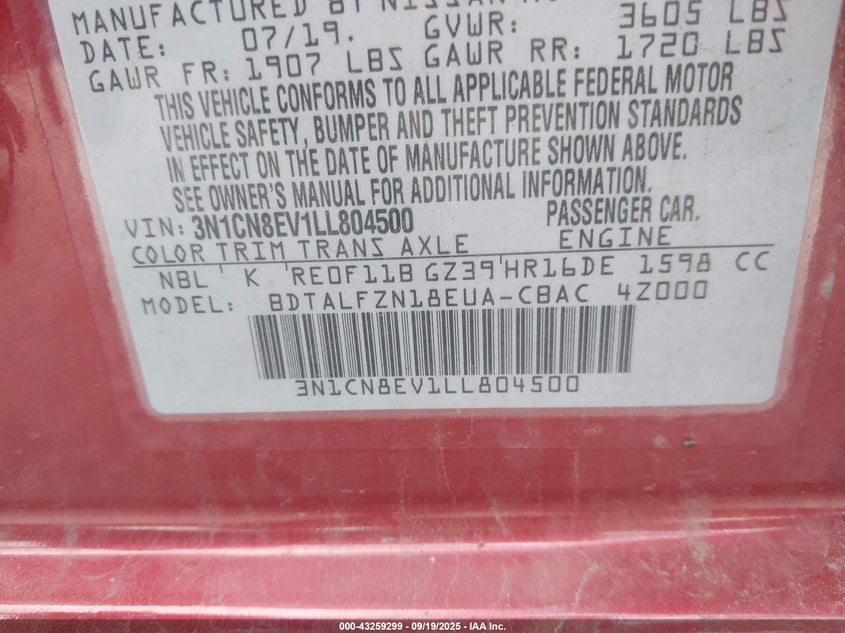 MANUFACTURED BY NISSAN
DATE: 07/19. GVWR: 3605 LBS
GAWR FR: 1907 LBS GAWR RR: 1720 LBS
THIS VEHICLE CONFORMS TO ALL APPLICABLE FEDERAL MOTOR
VEHICLE SAFETY, BUMPER AND THEFT PREVENTION STANDARDS
IN EFFECT ON THE DATE OF MANUFACTURE SHOWN ABOVE.
SEE OWNER'S MANUAL FOR ADDITIONAL INFORMATION.
VIN: 3N1CN8EV1LL804500 PASSENGER CAR.
COLOR TRIM TRANS AXLE ENGINE
NBL K RE0F11B GZ39 HR16DE 1598 CC
MODEL: BDTALFZN18EUA-CBAC 4Z000
3N1CN8EV1LL804500
000-43259299 - 09/19/2025 - IAA Inc.